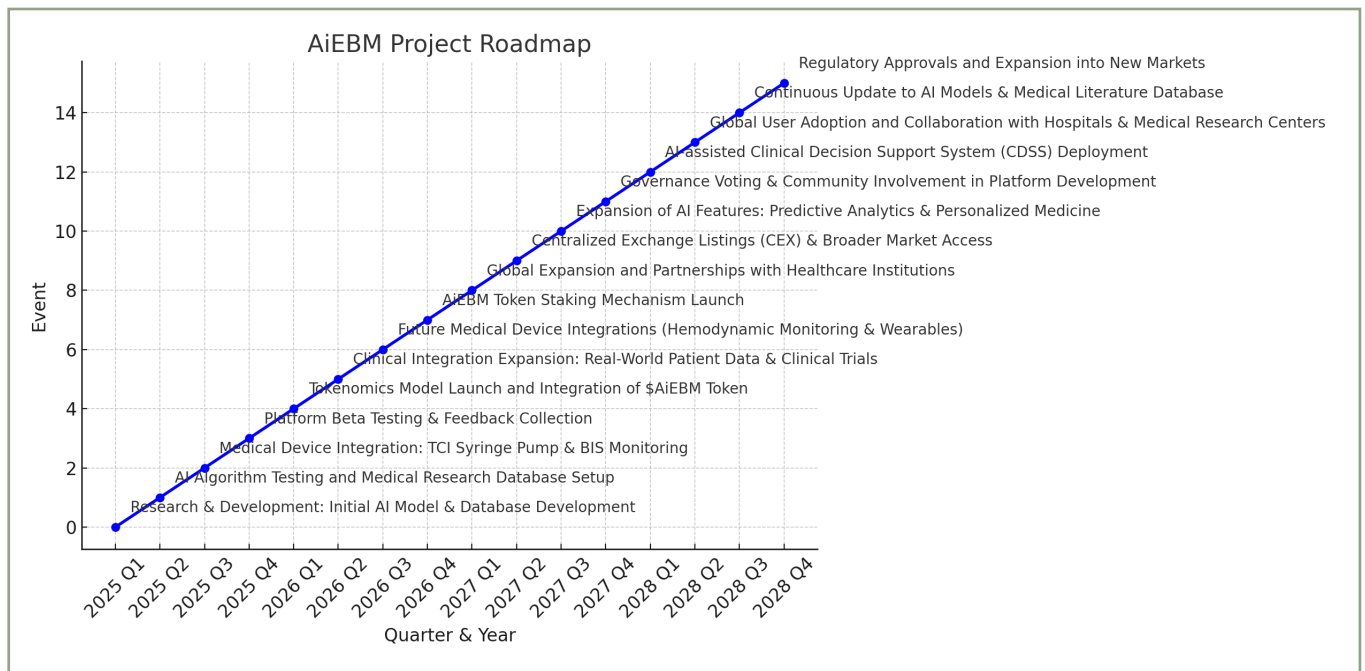 AiEBM Project Roadmap
Regulatory Approvals and Expansion into New Markets
Continuous Update to AI Models & Medical Literature Database
14
Global User Adoption and Collaboration with Hospitals & Medical Research Centers
AI-assisted Clinical Decision Support System (CDSS) Deployment
12
Governance Voting & Community Involvement in Platform Development
Expansion of AI Features: Predictive Analytics & Personalized Medicine
10
Centralized Exchange Listings (CEX) & Broader Market Access
Global Expansion and Partnerships with Healthcare Institutions
8
AiEBM Token Staking Mechanism Launch
Event
Future Medical Device Integrations (Hemodynamic Monitoring & Wearables)
6
Clinical Integration Expansion: Real-World Patient Data & Clinical Trials
Tokenomics Model Launch and Integration of $AiEBM Token
4
Platform Beta Testing & Feedback Collection
Medical Device Integration: TCI Syringe Pump & BIS Monitoring
2
AI Algorithm Testing and Medical Research Database Setup
Research & Development: Initial AI Model & Database Development
0
2025 Q1
2025 Q2
2025 Q3
2025 Q4
2026 Q1
2026 Q2
2026 Q3
2026 Q4
2027 Q1
2027 Q2
2027 Q3
2027 Q4
2028 Q1
2028 Q2
2028 Q3
2028 Q4
Quarter & Year